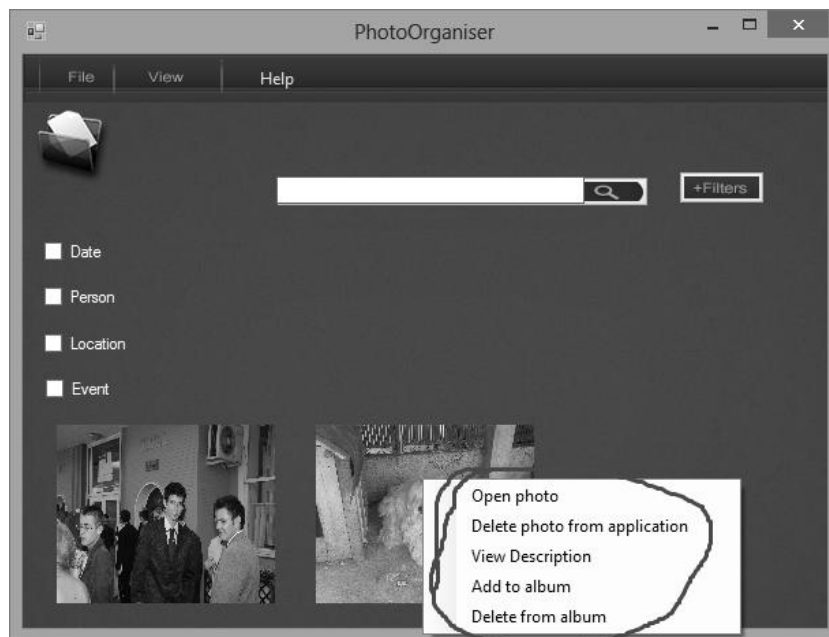 PhotoOrganiser
File View Help
+Filters
Date
Person
Location
Event
Open photo
Delete photo from application
View Description
Add to album
Delete from album